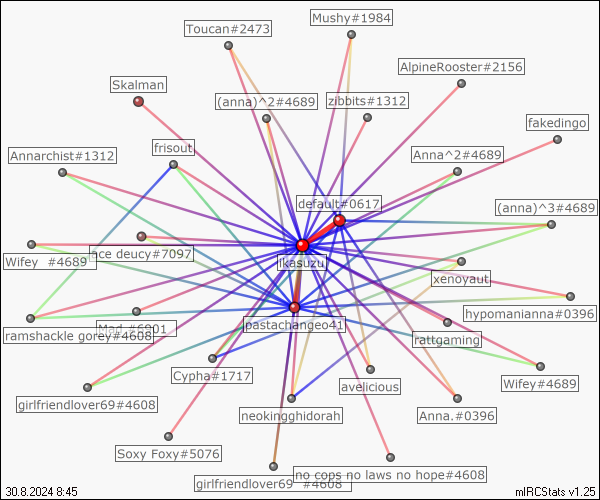 Mushy#1984
Toucan#2473
AlpineRooster#2156
Skalman
(anna)^2#4689
zibbits#1312
fakedingo
frisout
Annarchist#1312
Anna^2#4689
default#0617
(anna)^3#4689
ace deucy#7097
Wifey #4689
ikasuzu
xenoyaut
hypomanianna#0396
pastachangeo41
ramshackle gorey#4608
rattgaming
Cypha#1717
avelicious
Wifey#4689
girlfriendlover69#4608
neokingghidorah
Anna.#0396
Soxy Foxy#5076
no cops no laws no hope#4608
girlfriendlover69 #4608
30.8.2024 8:45
mIRCStats v1.25